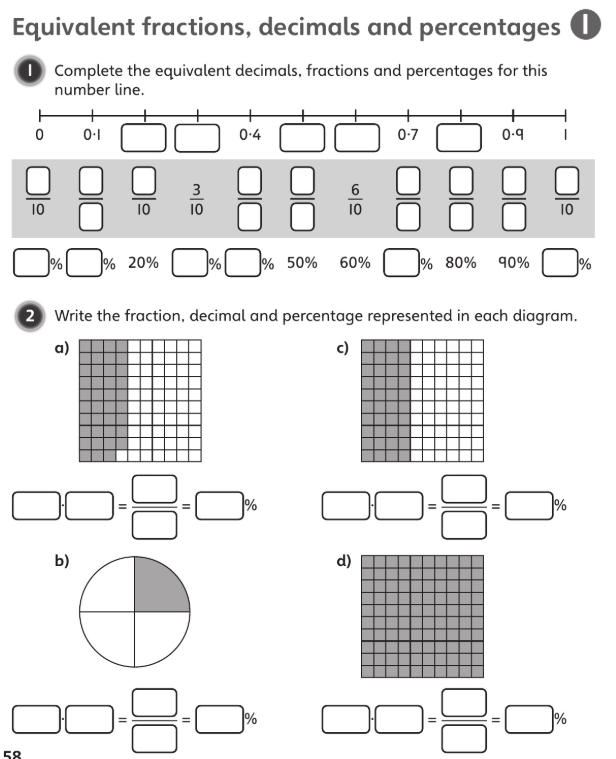 Equivalent fractions, decimals and percentages 1
1 Complete the equivalent decimals, fractions and percentages for this
number line.
0 0·1 0·4 0·7 0·9 1
3 6
10 10 10 10 10
% % 20% % % 50% 60% % 80% 90% %
2 Write the fraction, decimal and percentage represented in each diagram.
a) c)
· = = % · = = %
b) d)
· = = % · = = %
58